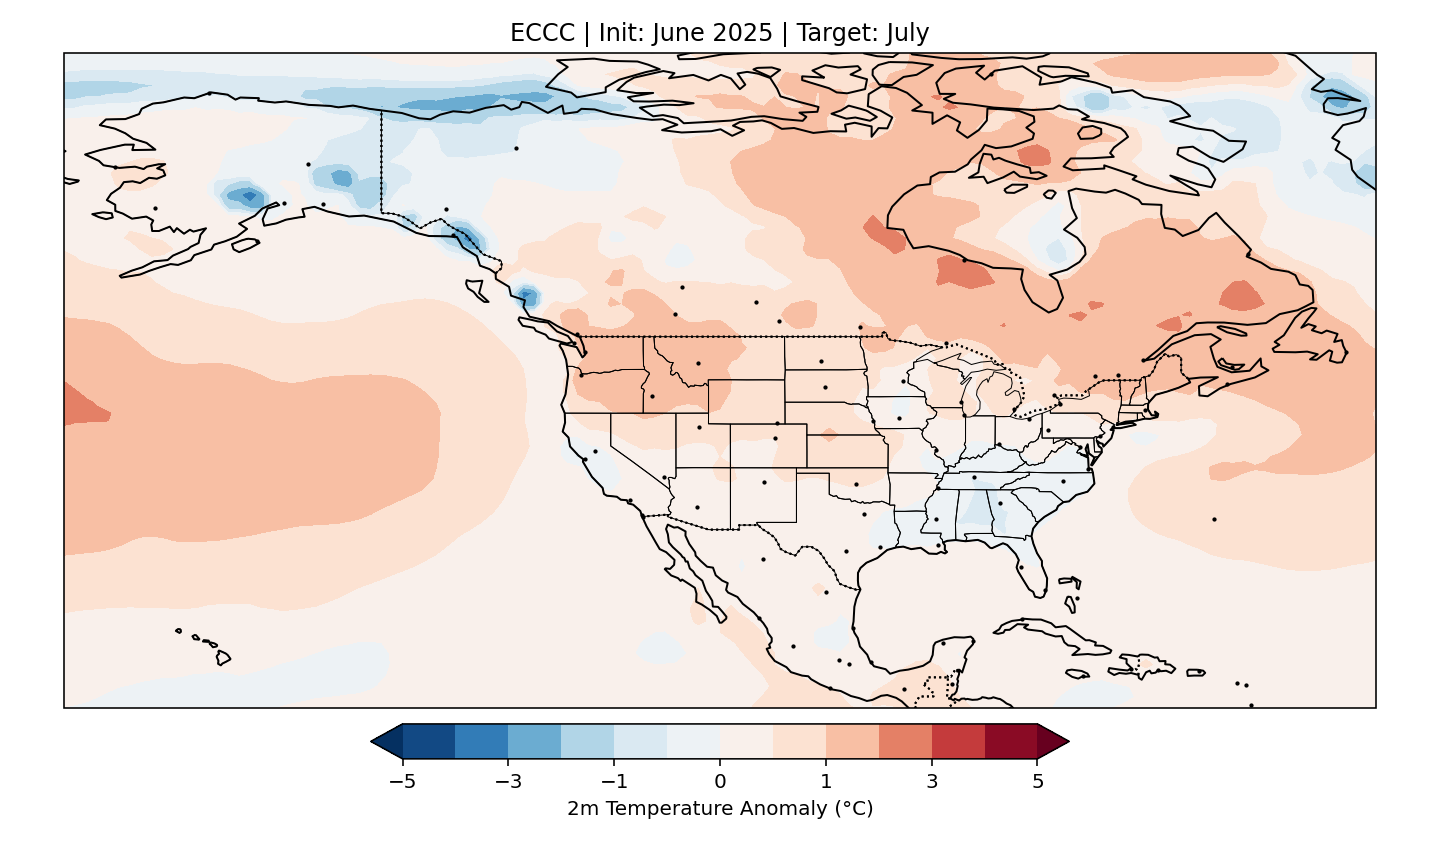 ECCC | Init: June 2025 | Target: July
−5 −3 −1 0 1 3 5
2m Temperature Anomaly (°C)